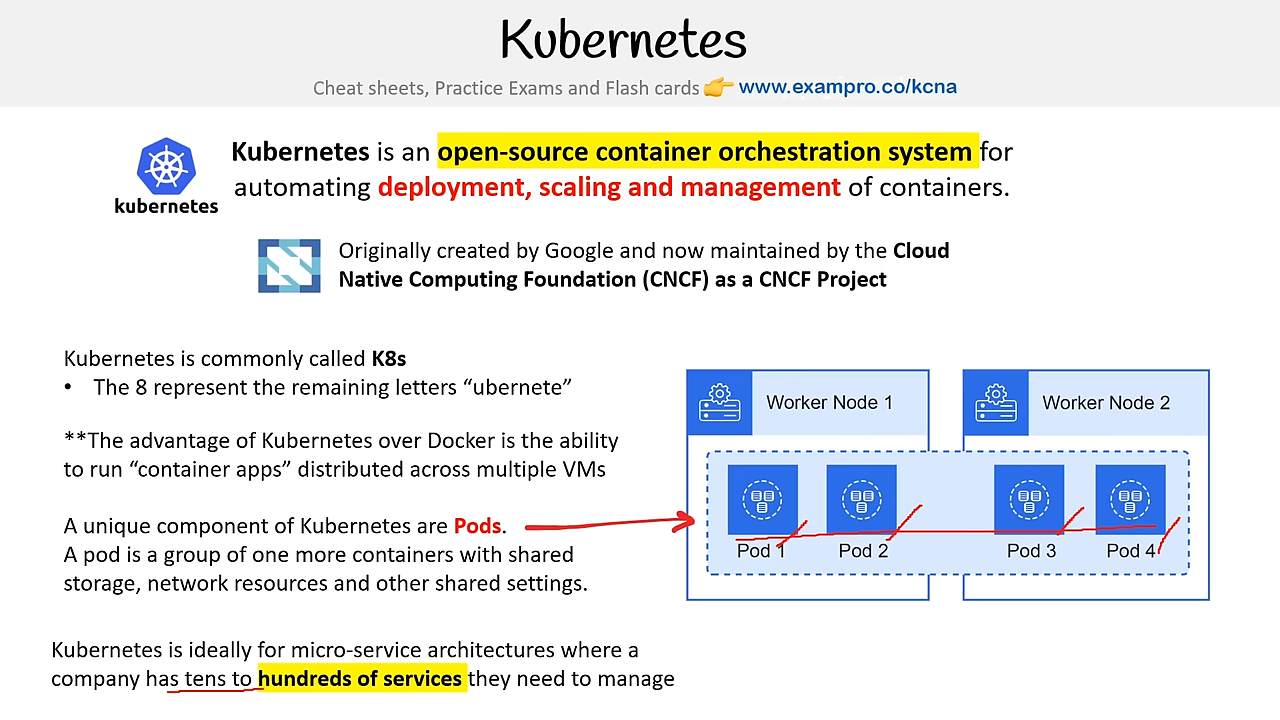 Kubernetes
Cheat sheets, Practice Exams and Flash cards 👉 www.exampro.co/kcna
Kubernetes is an open-source container orchestration system for
automating deployment, scaling and management of containers.
kubernetes
Originally created by Google and now maintained by the Cloud
Native Computing Foundation (CNCF) as a CNCF Project
Kubernetes is commonly called K8s
• The 8 represent the remaining letters “ubernete”
**The advantage of Kubernetes over Docker is the ability
to run “container apps” distributed across multiple VMs
A unique component of Kubernetes are Pods.
A pod is a group of one more containers with shared
storage, network resources and other shared settings.
Worker Node 1
Worker Node 2
Pod 1
Pod 2
Pod 3
Pod 4
Kubernetes is ideally for micro-service architectures where a
company has tens to hundreds of services they need to manage